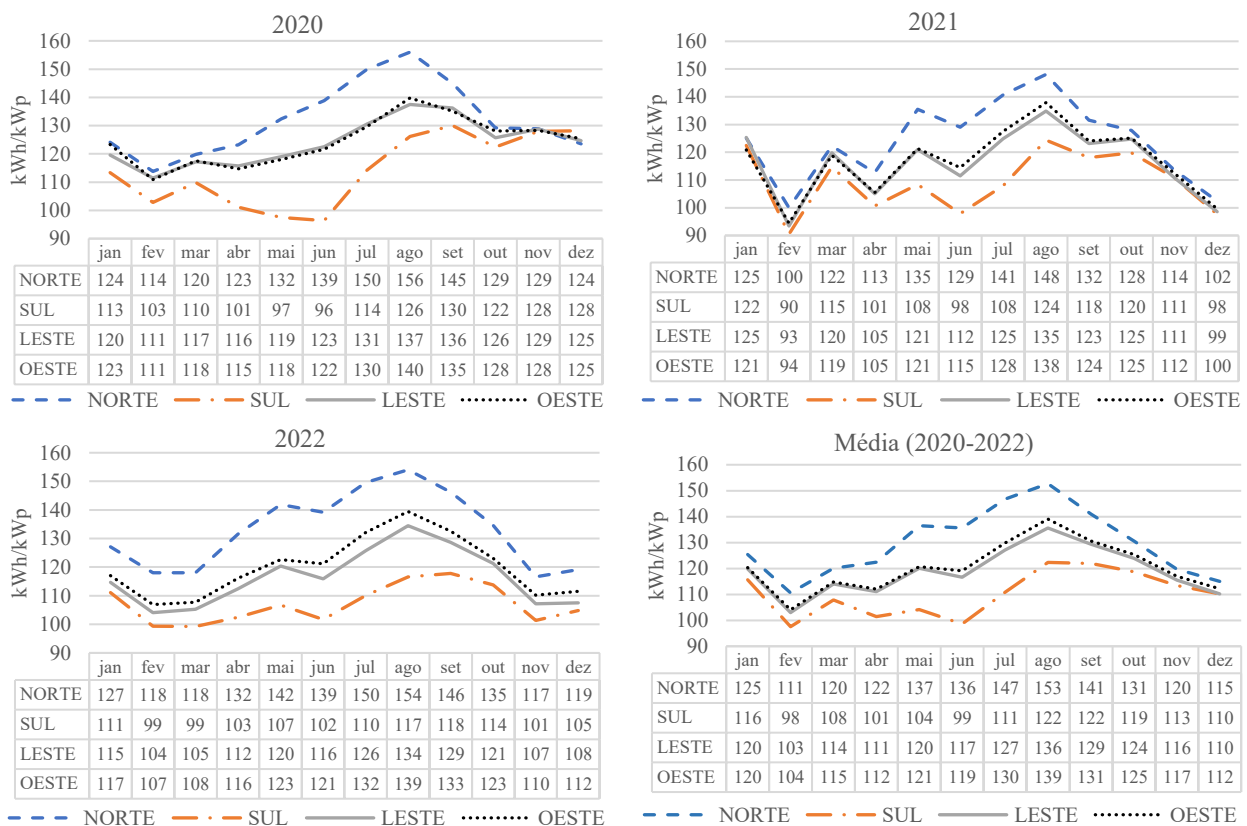 2020
kWh/kWp
160
150
140
130
120
110
100
90
jan fev mar abr mai jun jul ago set out nov dez
NORTE 124 114 120 123 132 139 150 156 145 129 129 124
SUL 113 103 110 101 97 96 114 126 130 122 128 128
LESTE 120 111 117 116 119 123 131 137 136 126 129 125
OESTE 123 111 118 115 118 122 130 140 135 128 128 125
NORTE SUL LESTE OESTE
2021
kWh/kWp
160
150
140
130
120
110
100
90
jan fev mar abr mai jun jul ago set out nov dez
NORTE 125 100 122 113 135 129 141 148 132 128 114 102
SUL 122 90 115 101 108 98 108 124 118 120 111 98
LESTE 125 93 120 105 121 112 125 135 123 125 111 99
OESTE 121 94 119 105 121 115 128 138 124 125 112 100
NORTE SUL LESTE OESTE
2022
kWh/kWp
160
150
140
130
120
110
100
90
jan fev mar abr mai jun jul ago set out nov dez
NORTE 127 118 118 132 142 139 150 154 146 135 117 119
SUL 111 99 99 103 107 102 110 117 118 114 101 105
LESTE 115 104 105 112 120 116 126 134 129 121 107 108
OESTE 117 107 108 116 123 121 132 139 133 123 110 112
NORTE SUL LESTE OESTE
Média (2020-2022)
kWh/kWp
160
150
140
130
120
110
100
90
jan fev mar abr mai jun jul ago set out nov dez
NORTE 125 111 120 122 137 136 147 153 141 131 120 115
SUL 116 98 108 101 104 99 111 122 122 119 113 110
LESTE 120 103 114 111 120 117 127 136 129 124 116 110
OESTE 120 104 115 112 121 119 130 139 131 125 117 112
NORTE SUL LESTE OESTE